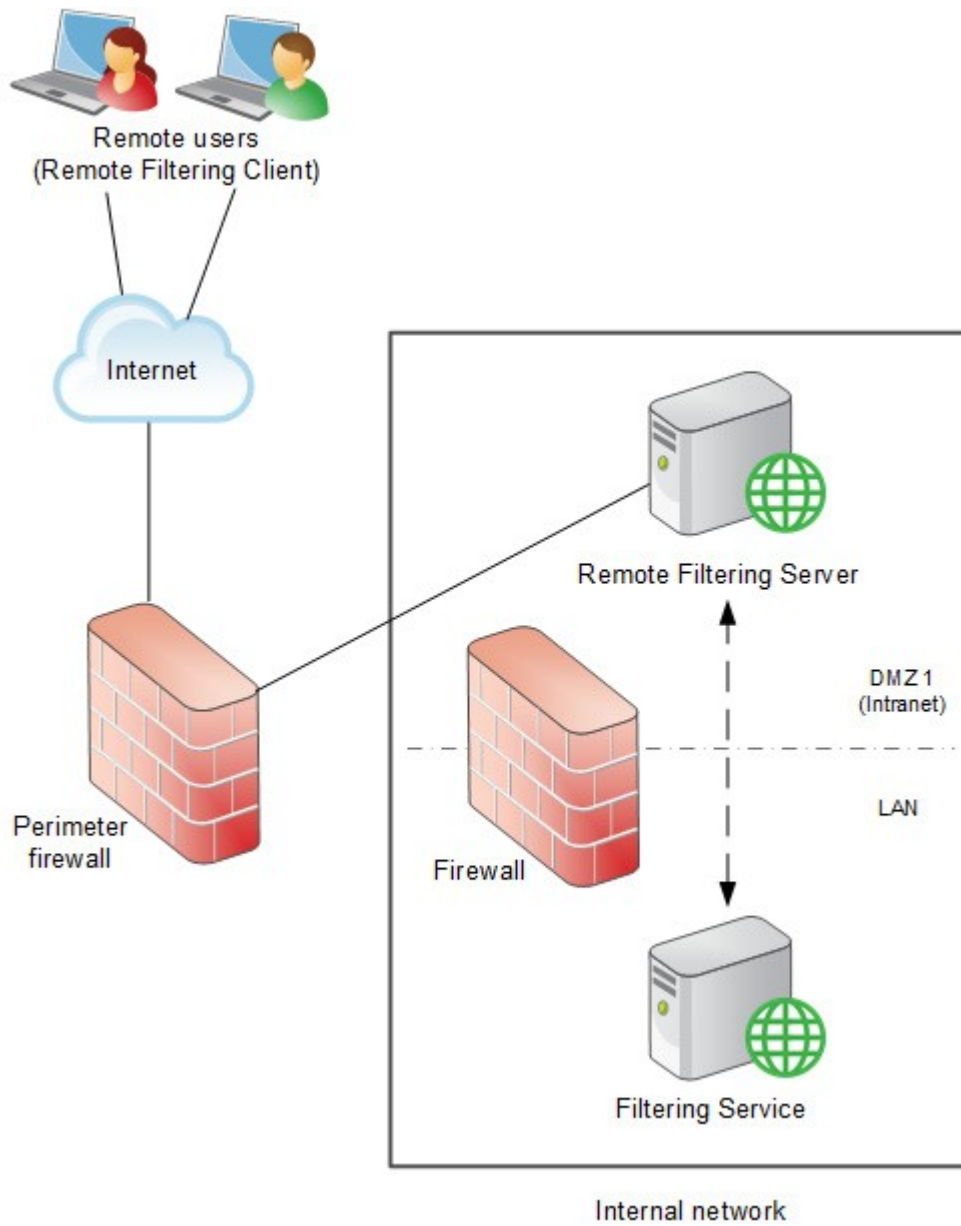 Remote users
(Remote Filtering Client)
Internet
Remote Filtering Server
DMZ 1
(Intranet)
LAN
Perimeter
firewall
Firewall
Filtering Service
Internal network